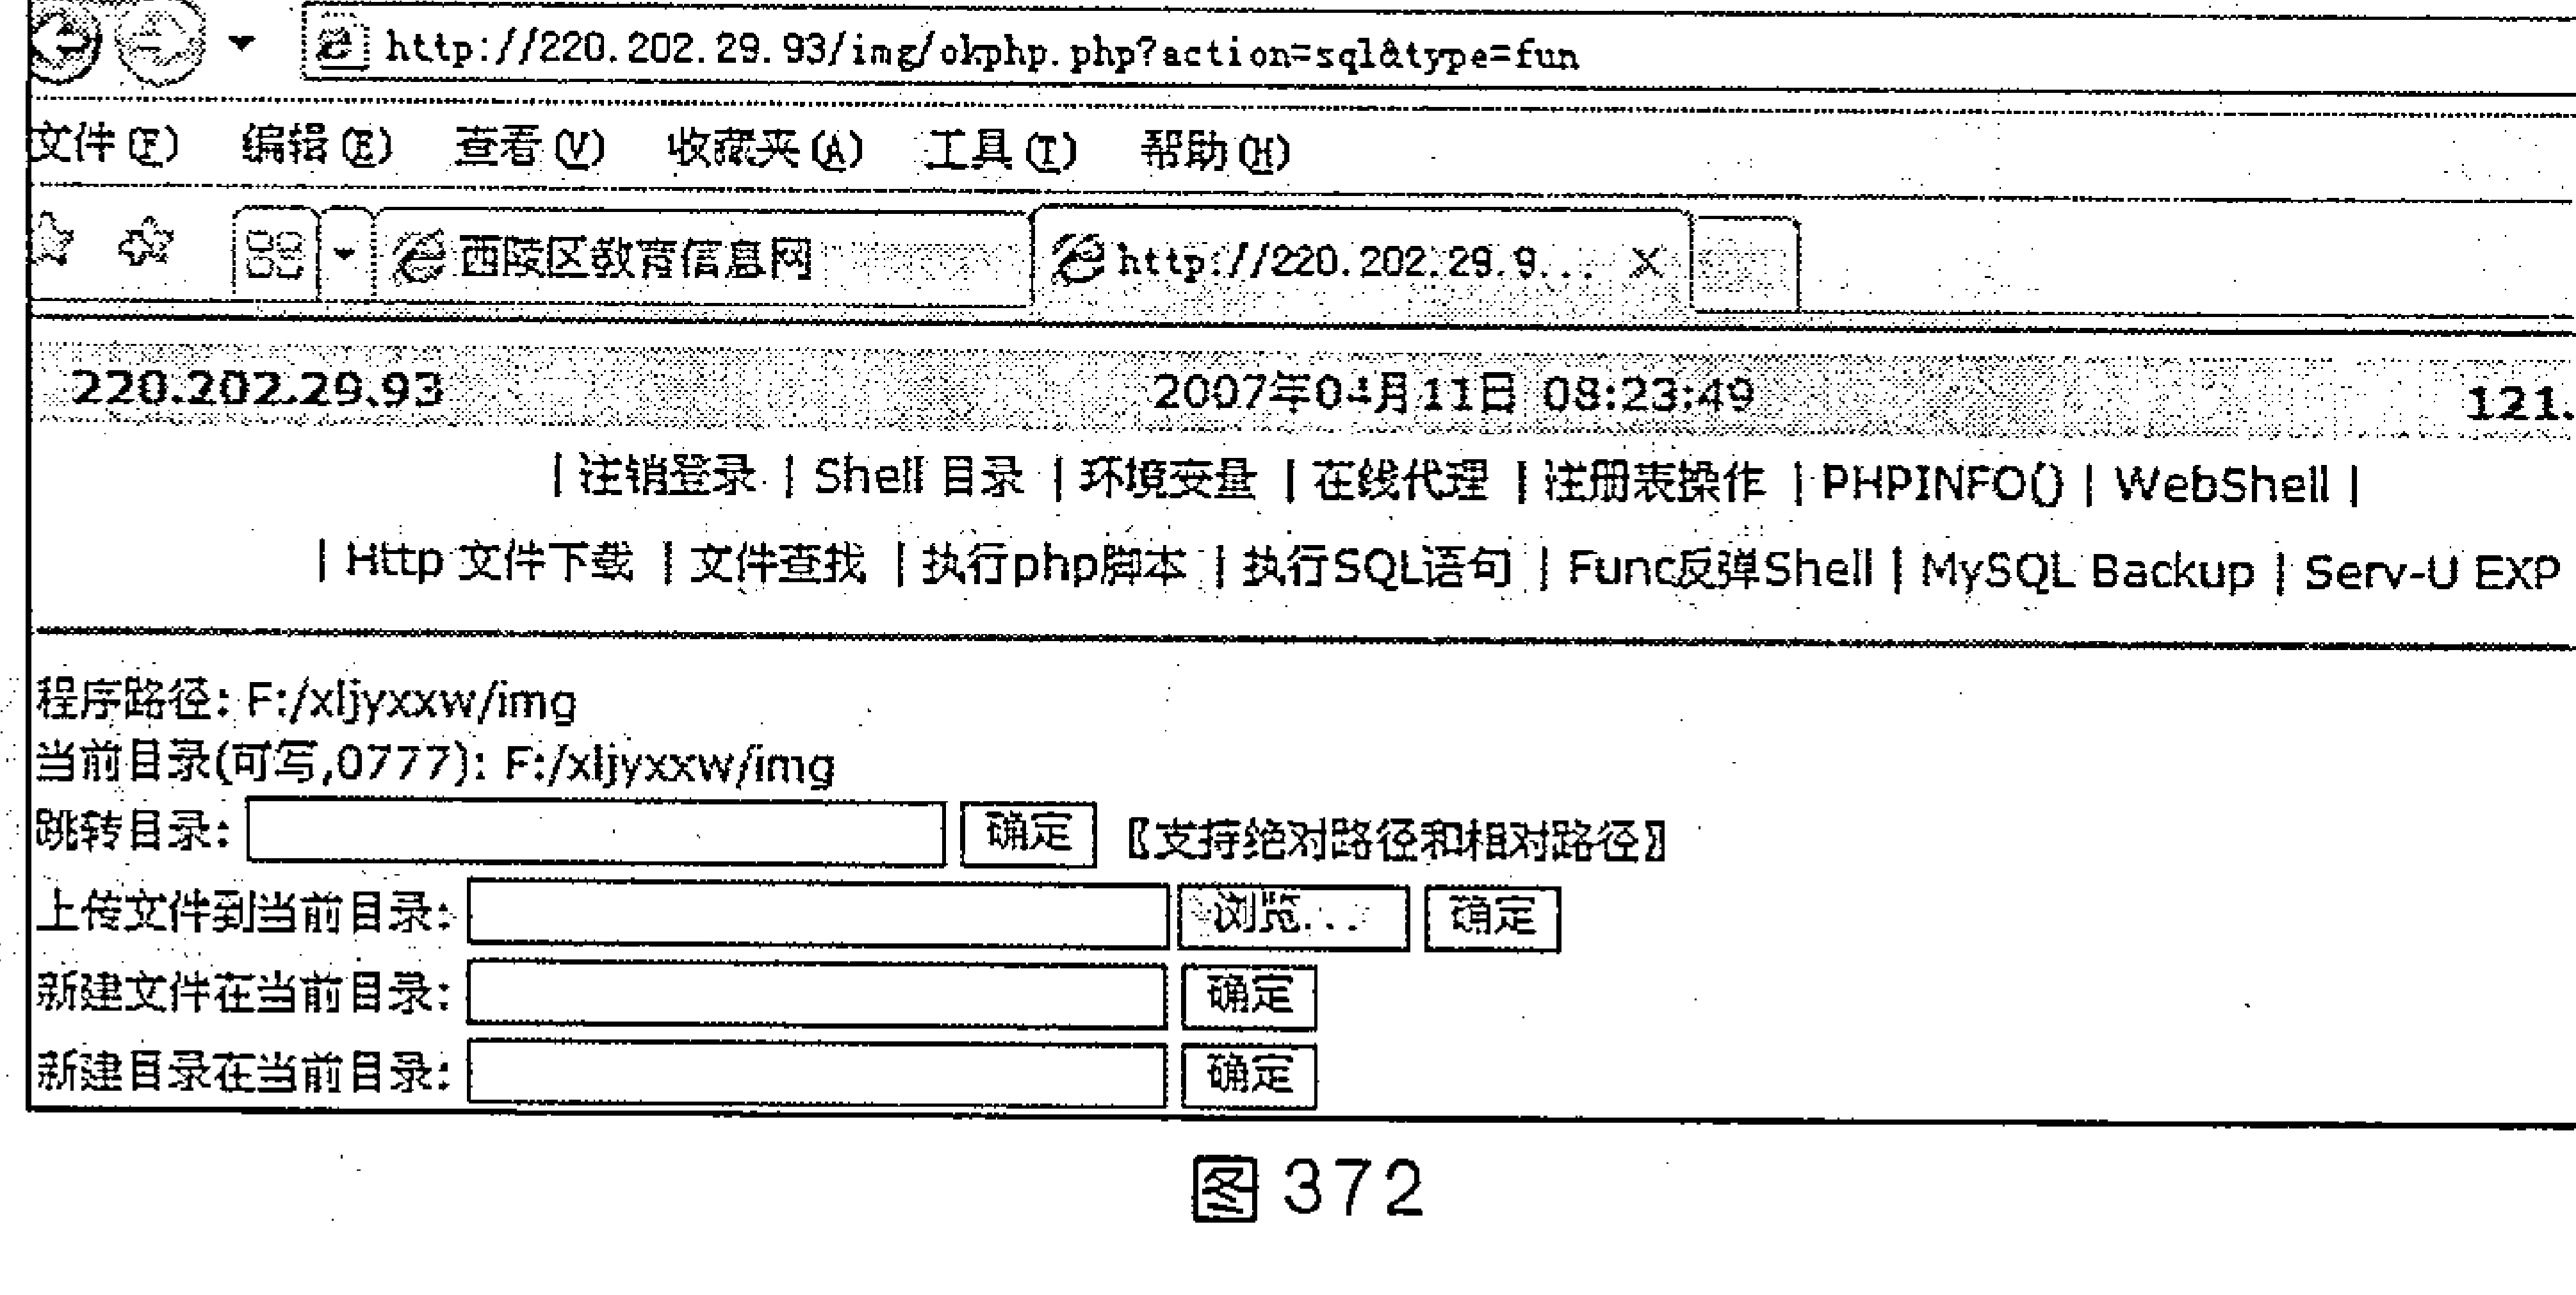 http://220.202.29.93/img/okphp.php?action=sql&type=fun
文件(F) 编辑(E) 查看(V) 收藏夹(A) 工具(T) 帮助(H)
西陵区教育信息网 http://220.202.29.9... X
220.202.29.93 2007年04月11日 08:23:49 121.
| 注销登录 | Shell 目录 | 环境变量 | 在线代理 | 注册表操作 | PHPINFO() | WebShell |
| Http 文件下载 | 文件查找 | 执行php脚本 | 执行SQL语句 | Func反弹Shell | MySQL Backup | Serv-U EXP
程序路径: F:/xljyxxw/img
当前目录(可写,0777): F:/xljyxxw/img
跳转目录: 确定 〖支持绝对路径和相对路径〗
上传文件到当前目录: 浏览... 确定
新建文件在当前目录: 确定
新建目录在当前目录: 确定
图 372